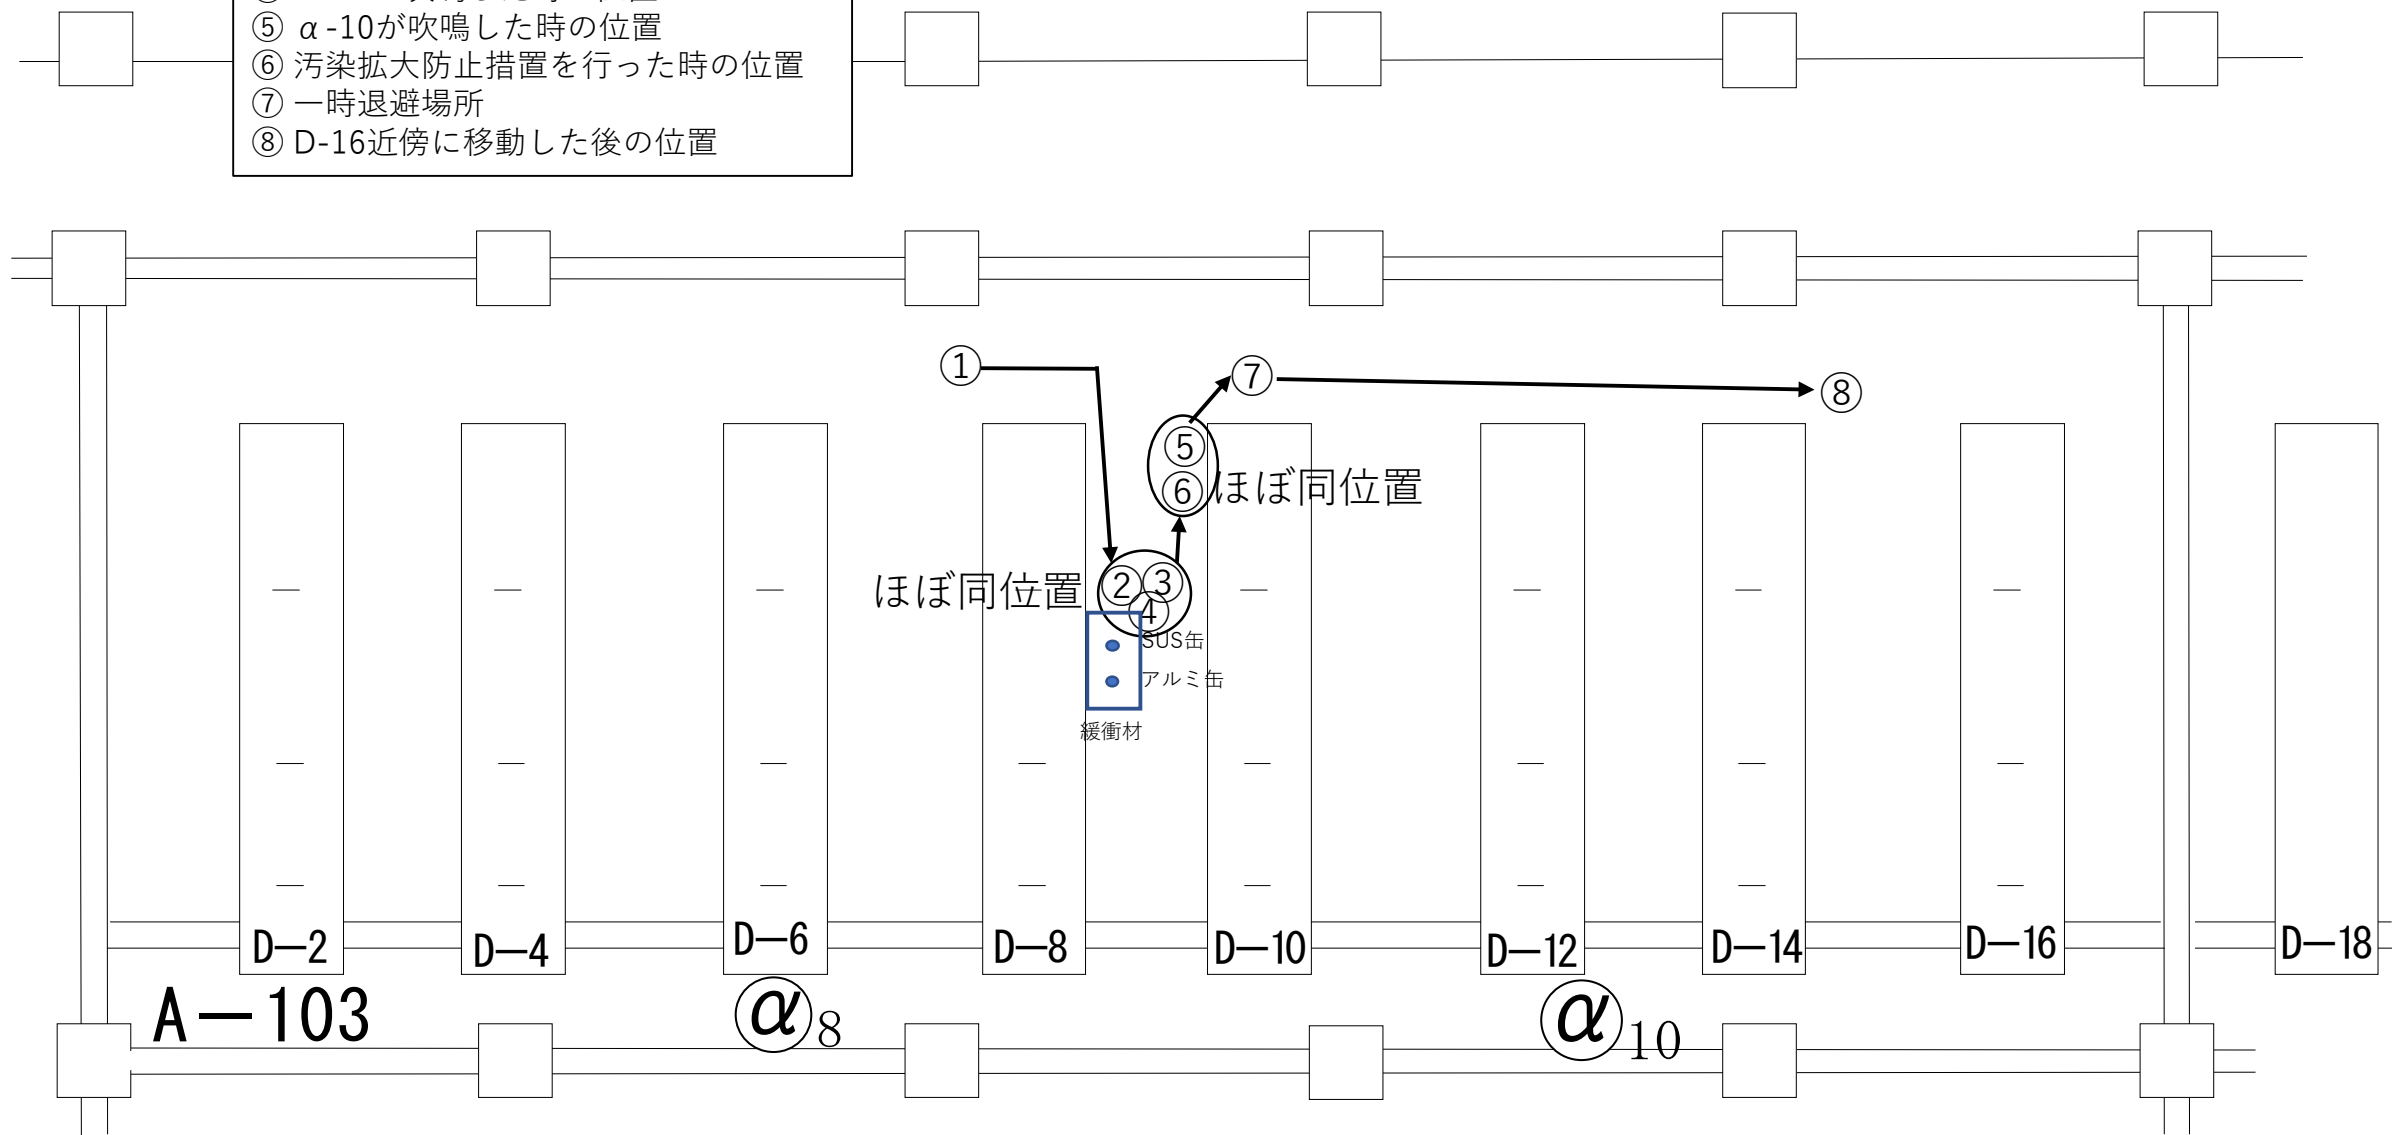 ⑤ α-10が吹鳴した時の位置
⑥ 汚染拡大防止措置を行った時の位置
⑦ 一時退避場所
⑧ D-16近傍に移動した後の位置
①
⑦
⑧
⑤
⑥
ほぼ同位置
ほぼ同位置
②
③
④
SUS缶
アルミ缶
緩衝材
D－2
D－4
D－6
D－8
D－10
D－12
D－14
D－16
D－18
A－103
α8
α10